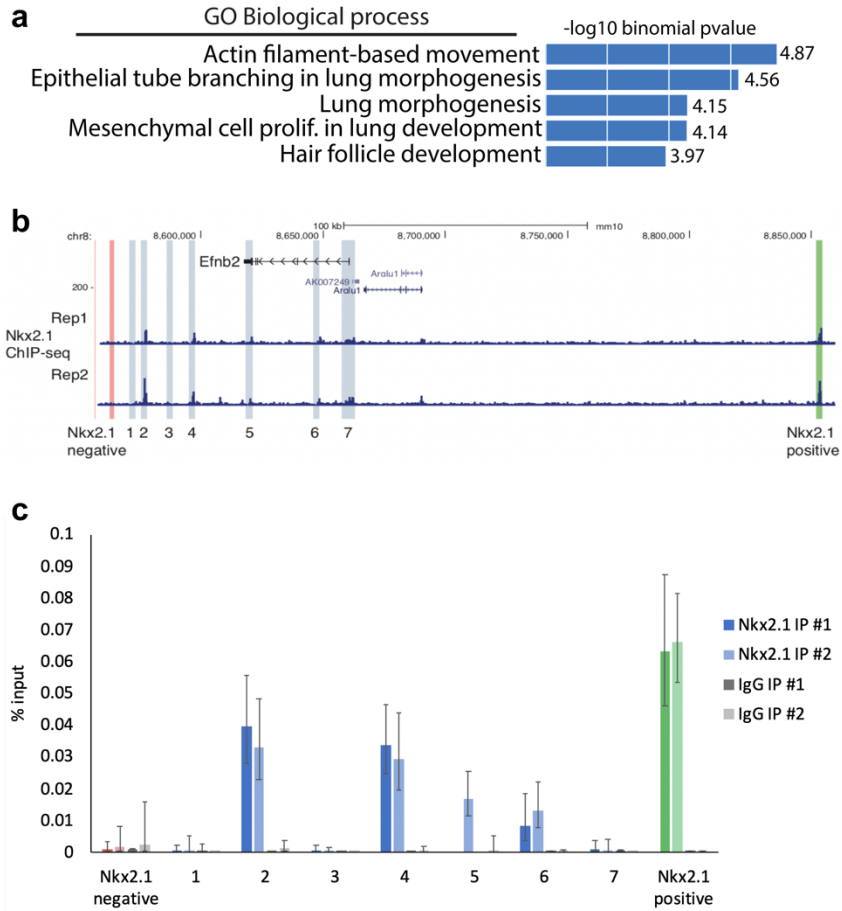 a
GO Biological process
-log10 binomial pvalue
Actin filament-based movement 4.87
Epithelial tube branching in lung morphogenesis 4.56
Lung morphogenesis 4.15
Mesenchymal cell prolif. in lung development 4.14
Hair follicle development 3.97
b
100 kb mm10
chr8: 8,600,000 8,650,000 8,700,000 8,750,000 8,800,000 8,850,000
Efnb2
Aralu1
AK007249
Aralu1
200 -
Rep1
Nkx2.1
ChIP-seq
Rep2
Nkx2.1 1 2 3 4 5 6 7 Nkx2.1
negative positive
c
0.1
0.09
0.08
0.07
0.06
0.05
0.04
0.03
0.02
0.01
0
% input
Nkx2.1 IP #1
Nkx2.1 IP #2
IgG IP #1
IgG IP #2
Nkx2.1 1 2 3 4 5 6 7 Nkx2.1
negative positive